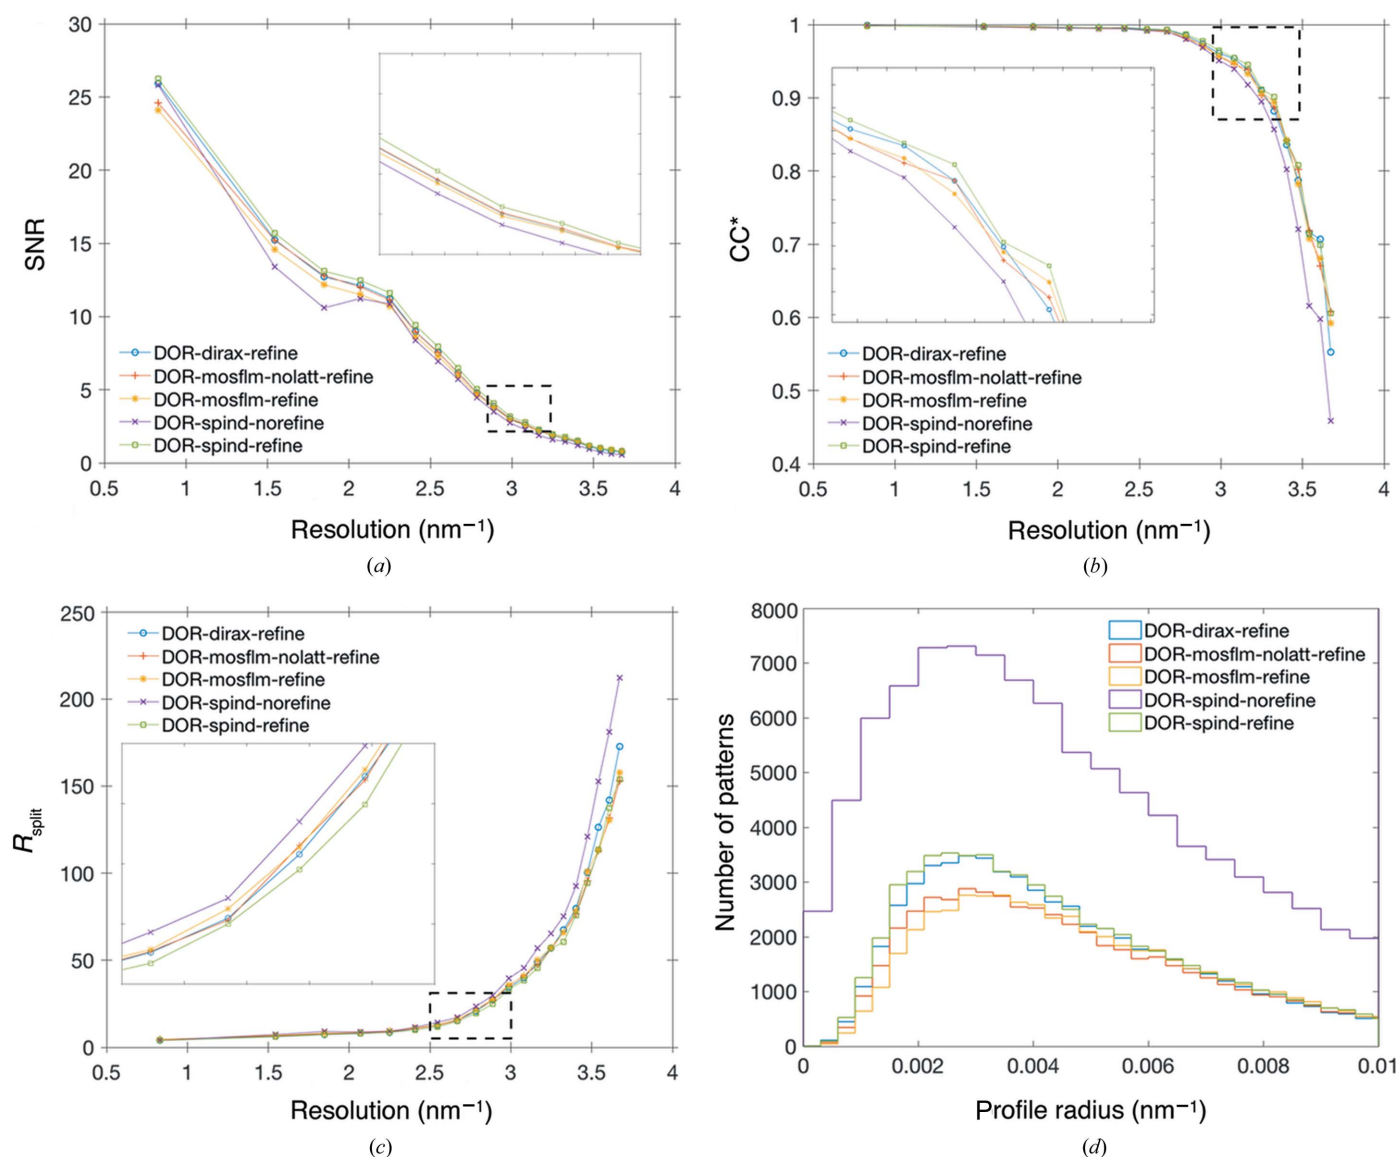 30
25
20
15
10
5
0
SNR
DOR-dirax-refine
DOR-mosflm-nolatt-refine
DOR-mosflm-refine
DOR-spind-norefine
DOR-spind-refine
0.5 1 1.5 2 2.5 3 3.5 4
Resolution (nm⁻¹)
(a)
1
0.9
0.8
0.7
0.6
0.5
0.4
CC*
DOR-dirax-refine
DOR-mosflm-nolatt-refine
DOR-mosflm-refine
DOR-spind-norefine
DOR-spind-refine
0.5 1 1.5 2 2.5 3 3.5 4
Resolution (nm⁻¹)
(b)
250
200
150
100
50
0
Rsplit
DOR-dirax-refine
DOR-mosflm-nolatt-refine
DOR-mosflm-refine
DOR-spind-norefine
DOR-spind-refine
0.5 1 1.5 2 2.5 3 3.5 4
Resolution (nm⁻¹)
(c)
8000
7000
6000
5000
4000
3000
2000
1000
0
Number of patterns
DOR-dirax-refine
DOR-mosflm-nolatt-refine
DOR-mosflm-refine
DOR-spind-norefine
DOR-spind-refine
0 0.002 0.004 0.006 0.008 0.01
Profile radius (nm⁻¹)
(d)